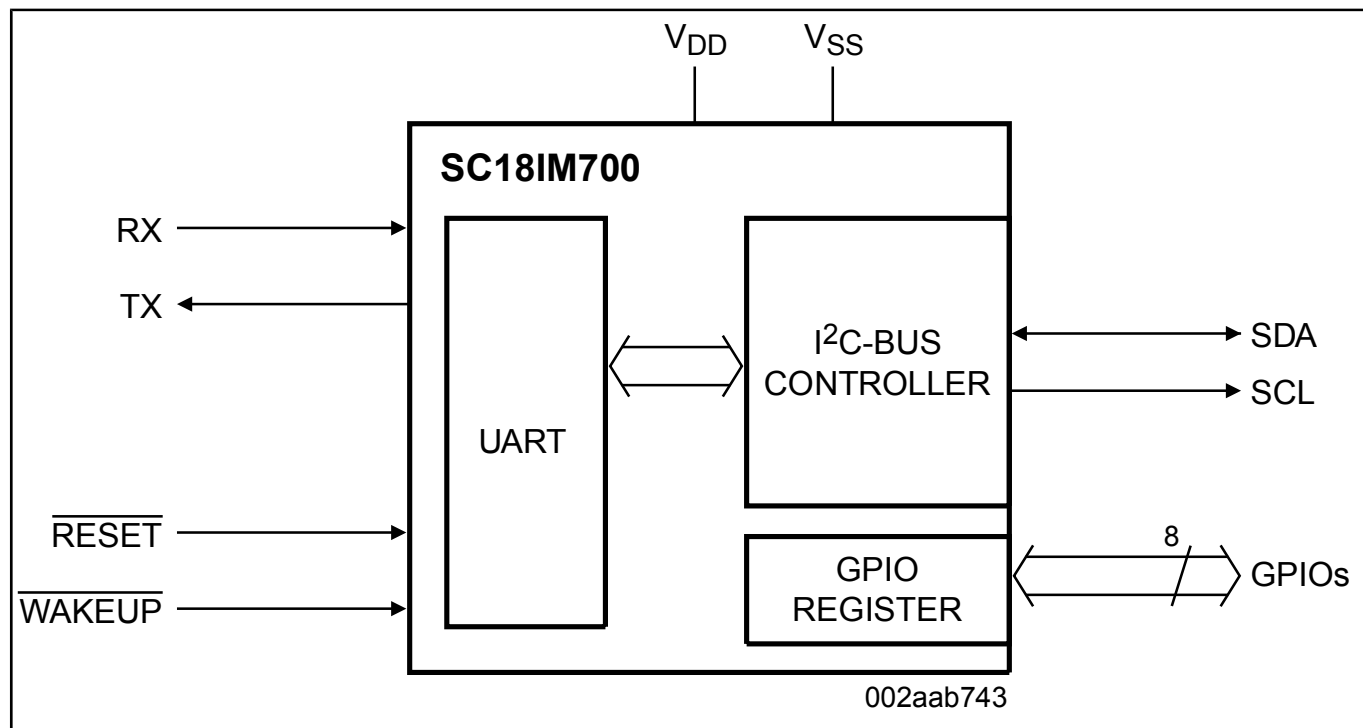 VDD
VSS
SC18IM700
RX
TX
RESET
WAKEUP
UART
I2C-BUS
CONTROLLER
SDA
SCL
GPIO
REGISTER
8
GPIOs
002aab743